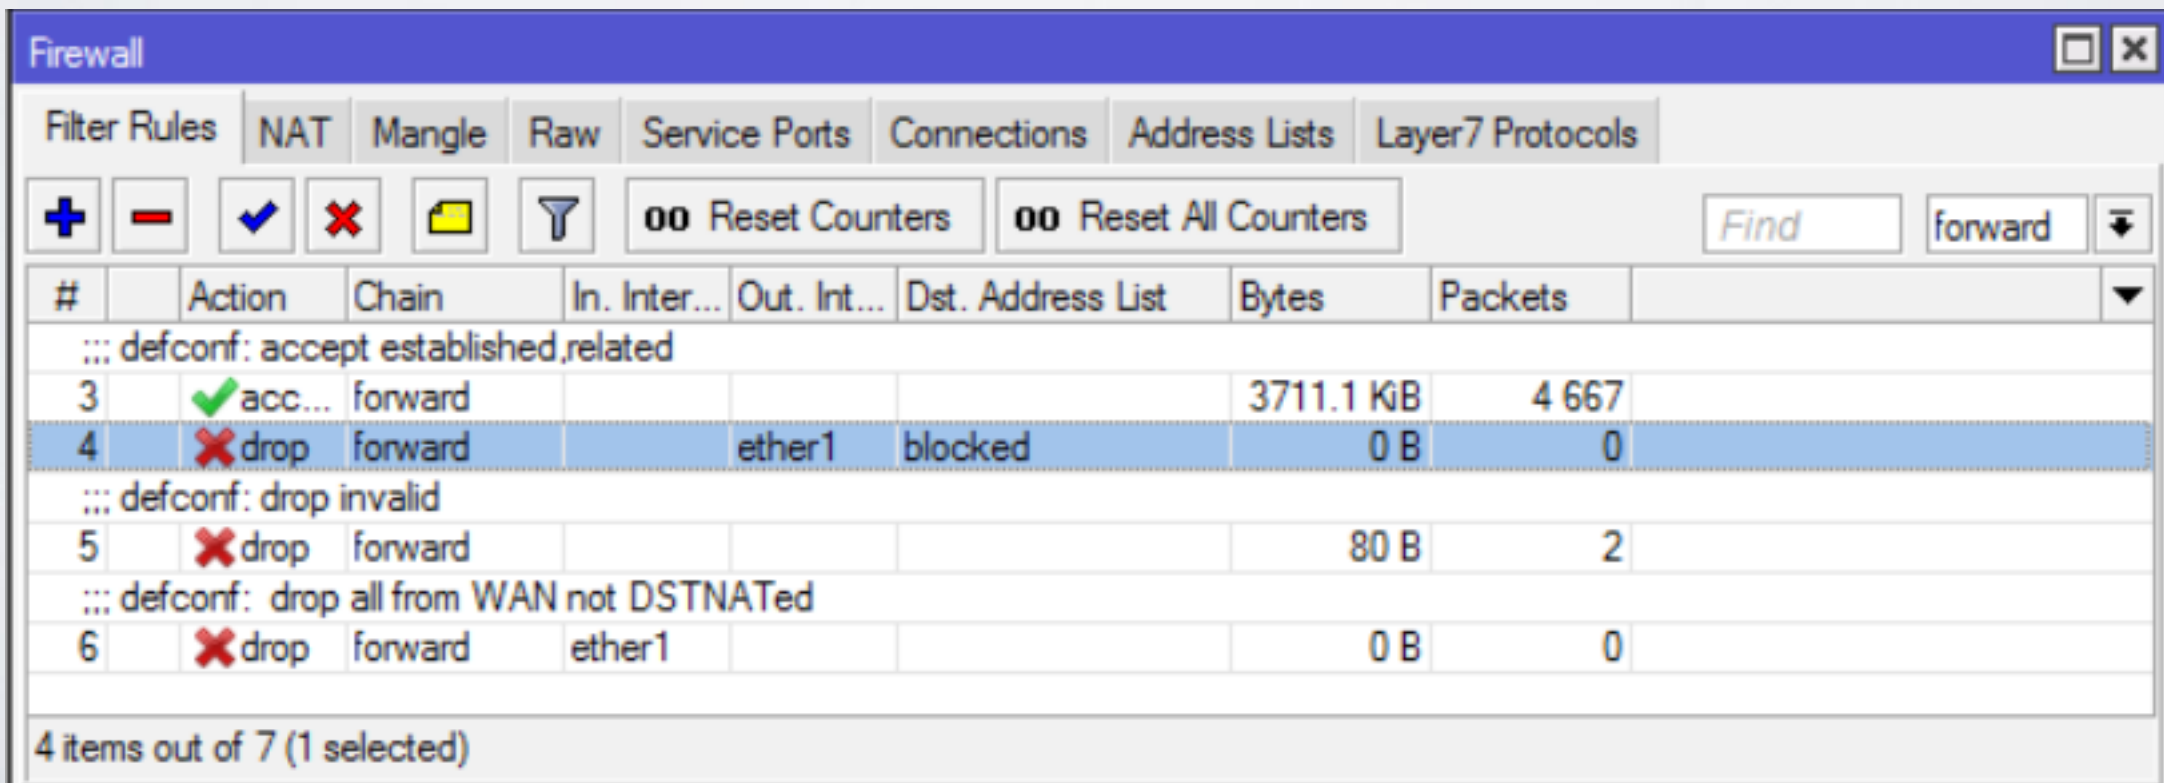 Firewall
Filter Rules NAT Mangle Raw Service Ports Connections Address Lists Layer7 Protocols
00 Reset Counters 00 Reset All Counters Find forward
# Action Chain In. Inter... Out. Int... Dst. Address List Bytes Packets
;;; defconf: accept established,related
3 acc... forward 3711.1 KiB 4 667
4 drop forward ether1 blocked 0 B 0
;;; defconf: drop invalid
5 drop forward 80 B 2
;;; defconf:  drop all from WAN not DSTNATed
6 drop forward ether1 0 B 0
4 items out of 7 (1 selected)